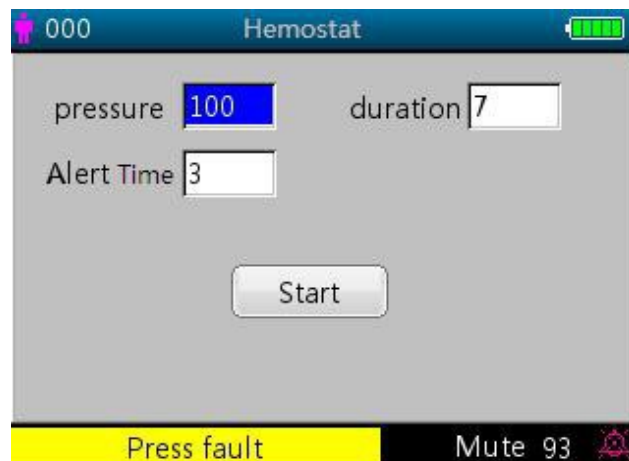 000 Hemostat
pressure 100 duration 7
Alert Time 3
Start
Press fault Mute 93